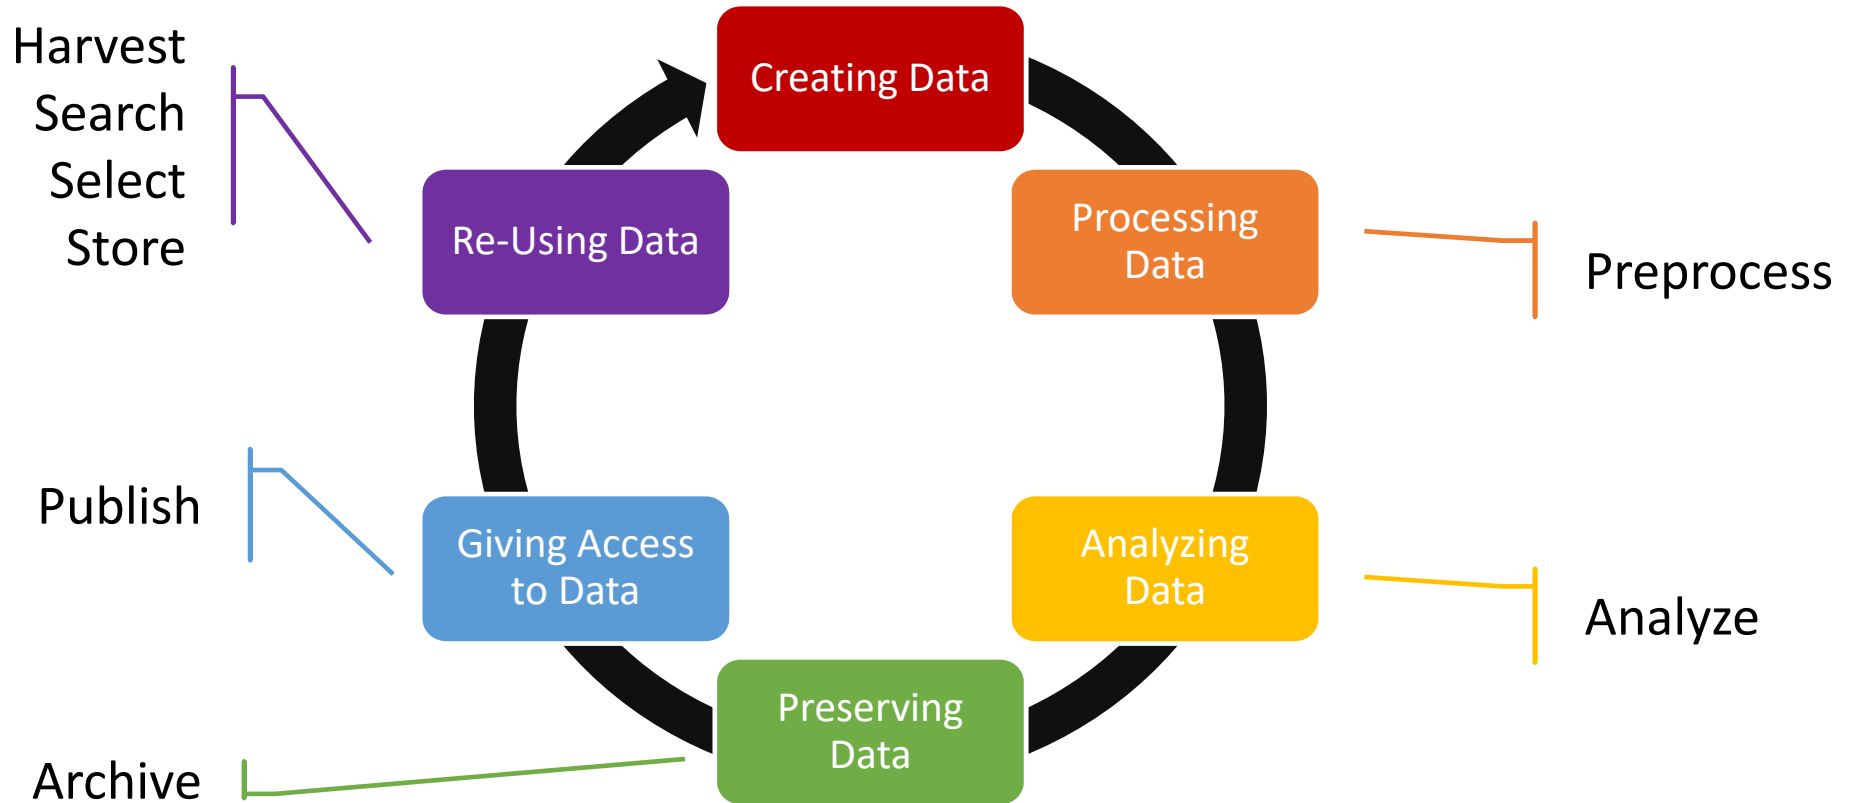 Harvest
Search
Select
Store
Creating Data
Re-Using Data
Processing
Data
Preprocess
Publish
Giving Access
to Data
Analyzing
Data
Analyze
Preserving
Data
Archive